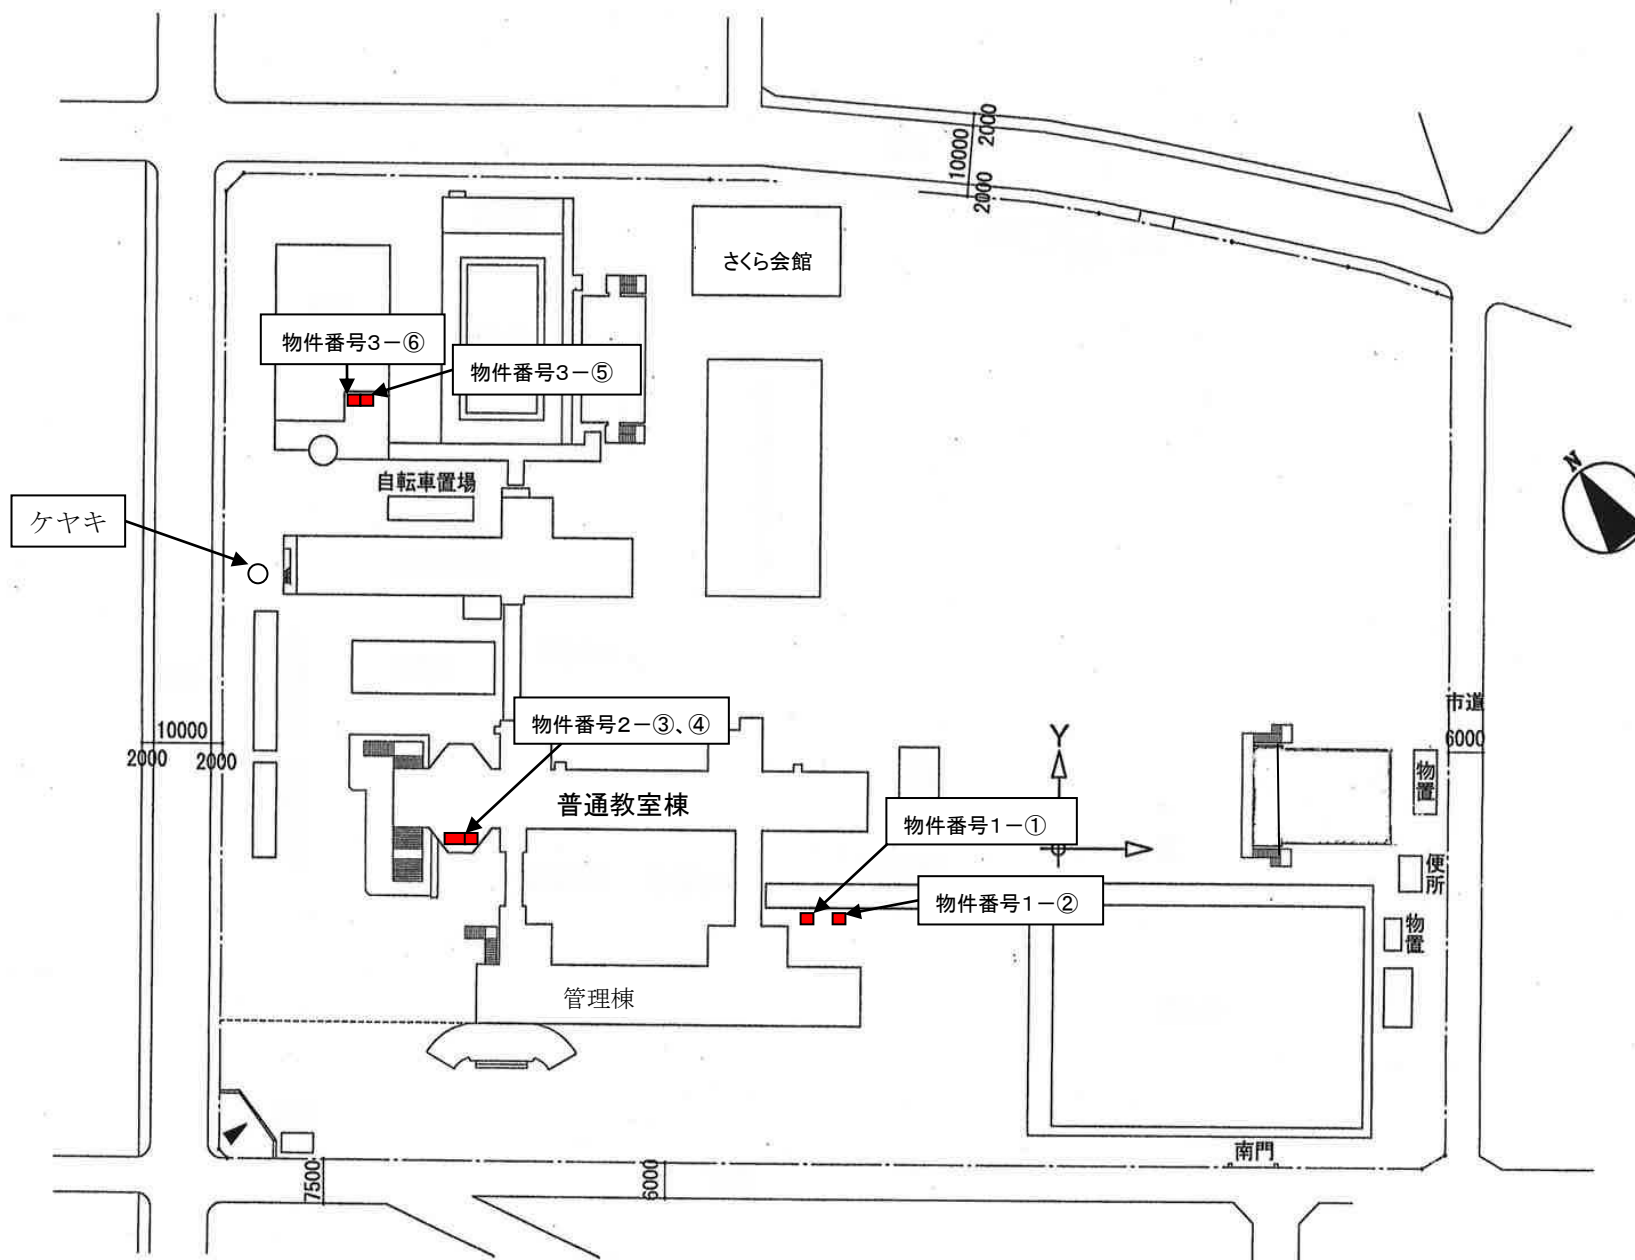 10000
2000
2000
さくら会館
物件番号3－⑥
物件番号3－⑤
N
自転車置場
ケヤキ
市道
6000
10000
2000
2000
物件番号2－③、④
Y
物置
普通教室棟
物件番号1－①
便所
物件番号1－②
物置
管理棟
南門
7500
6000